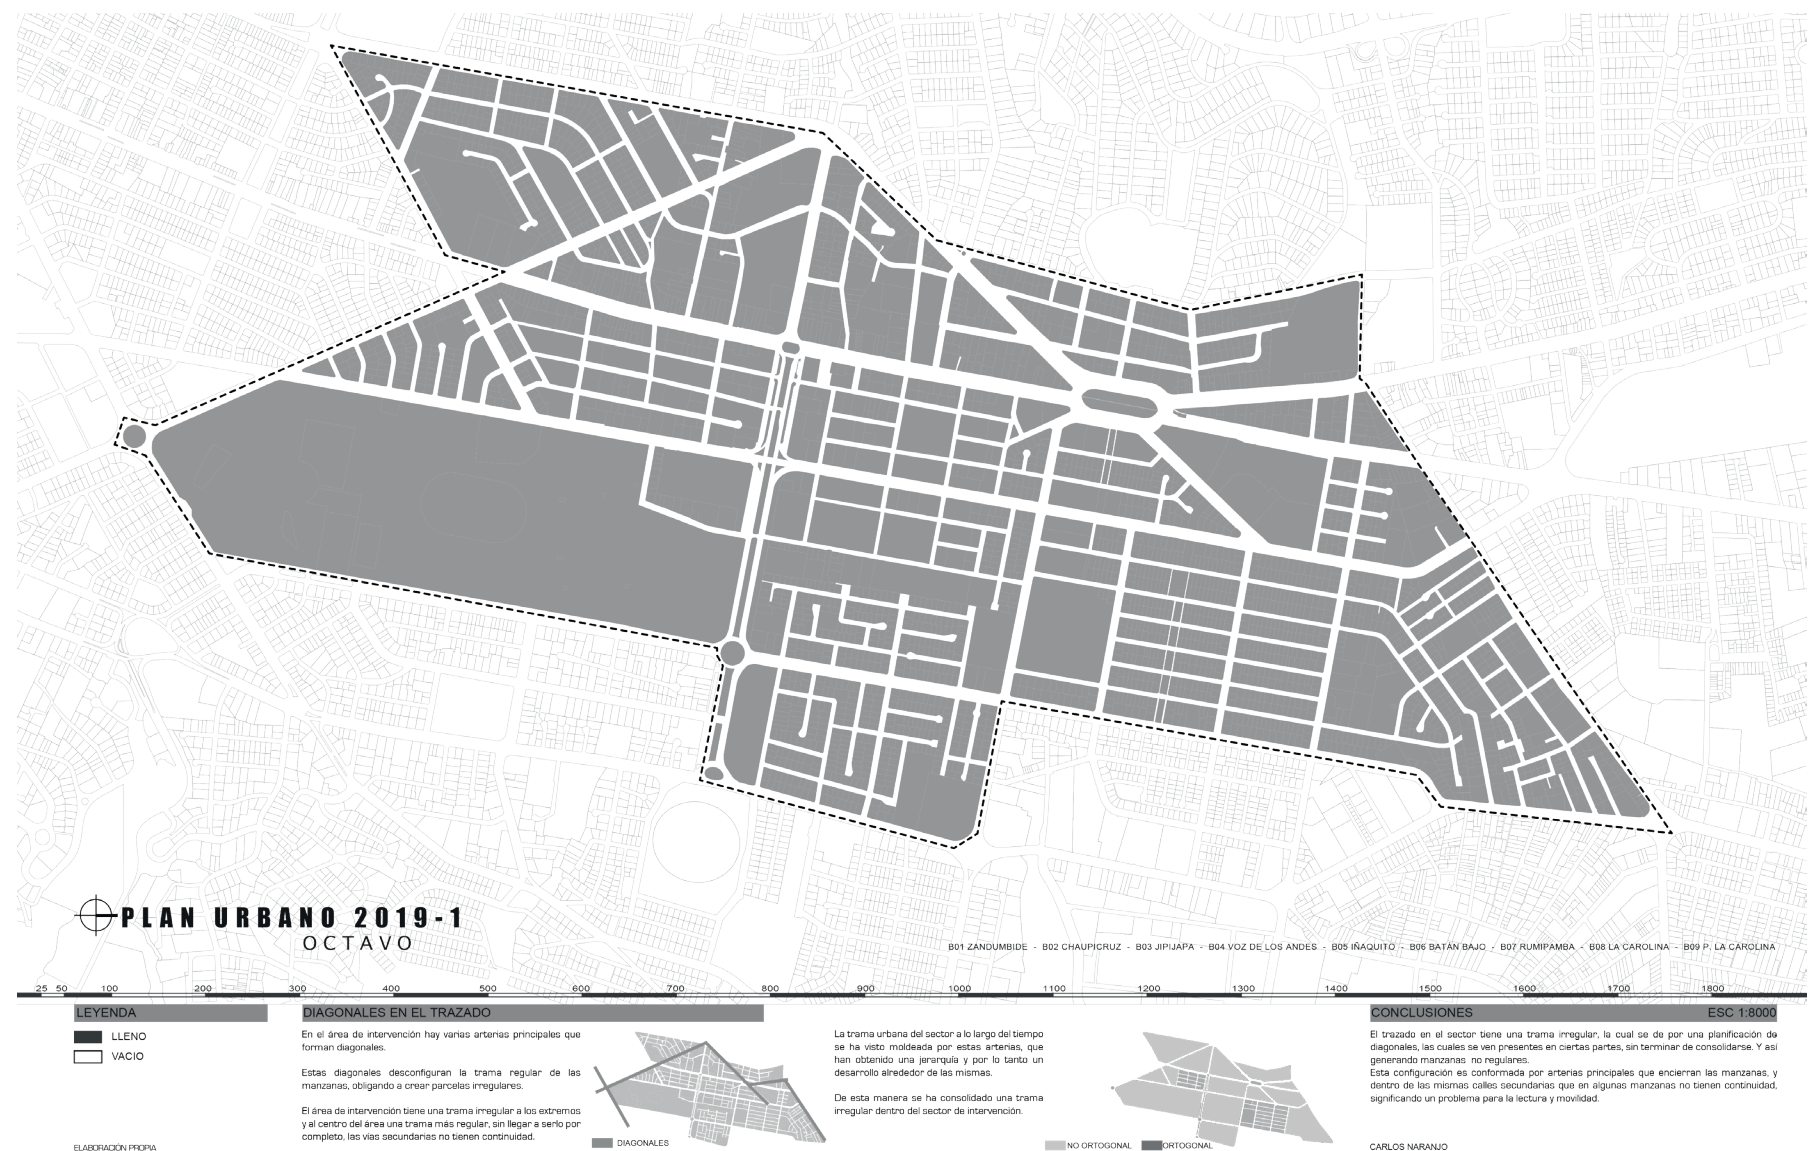 PLAN URBANO 2019-1
OCTAVO
B01 ZANDUMBIDE - B02 CHAUPICRUZ - B03 JIPIJAPA - B04 VOZ DE LOS ANDES - B05 IÑAQUITO - B06 BATÁN BAJO - B07 RUMIPAMBA - B08 LA CAROLINA - B09 P. LA CAROLINA
25 50 100 200 300 400 500 600 700 800 900 1000 1100 1200 1300 1400 1500 1600 1700 1800
LEYENDA
LLENO
VACIO
ELABORACIÓN PROPIA
DIAGONALES EN EL TRAZADO
En el área de intervención hay varias arterias principales que
forman diagonales.
Estas diagonales desconfiguran la trama regular de las
manzanas, obligando a crear parcelas irregulares.
El área de intervención tiene una trama irregular a los extremos
y al centro del área una trama más regular, sin llegar a serlo por
completo, las vías secundarias no tienen continuidad.
DIAGONALES
La trama urbana del sector a lo largo del tiempo
se ha visto moldeada por estas arterias, que
han obtenido una jerarquía y por lo tanto un
desarrollo alrededor de las mismas.
De esta manera se ha consolidado una trama
irregular dentro del sector de intervención.
NO ORTOGONAL
ORTOGONAL
CONCLUSIONES
ESC 1:8000
El trazado en el sector tiene una trama irregular, la cual se de por una planificación de
diagonales, las cuales se ven presentes en ciertas partes, sin terminar de consolidarse. Y así
generando manzanas no regulares.
Esta configuración es conformada por arterias principales que encierran las manzanas, y
dentro de las mismas calles secundarias que en algunas manzanas no tienen continuidad,
significando un problema para la lectura y movilidad.
CARLOS NARANJO